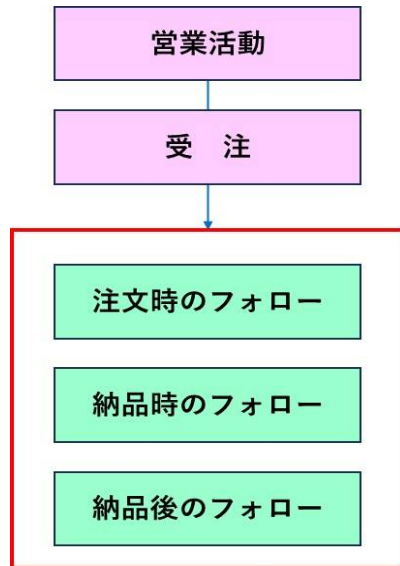 営業活動
受　注
注文時のフォロー
納品時のフォロー
納品後のフォロー